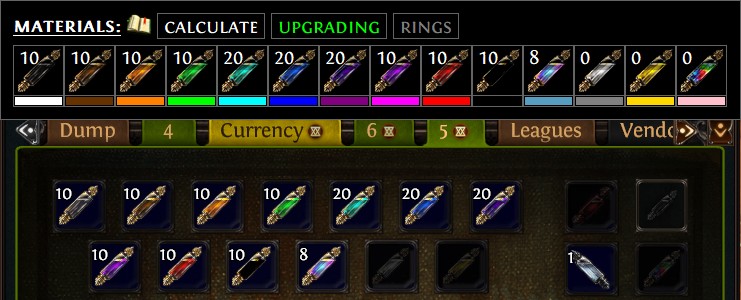 MATERIALS: CALCULATE UPGRADING RINGS
10 10 10 10 20 20 20 10 10 10 8 0 0 0
Dump 4 Currency 6 5 Leagues Vendo
10 10 10 10 20 20 20
10 10 10 8 1